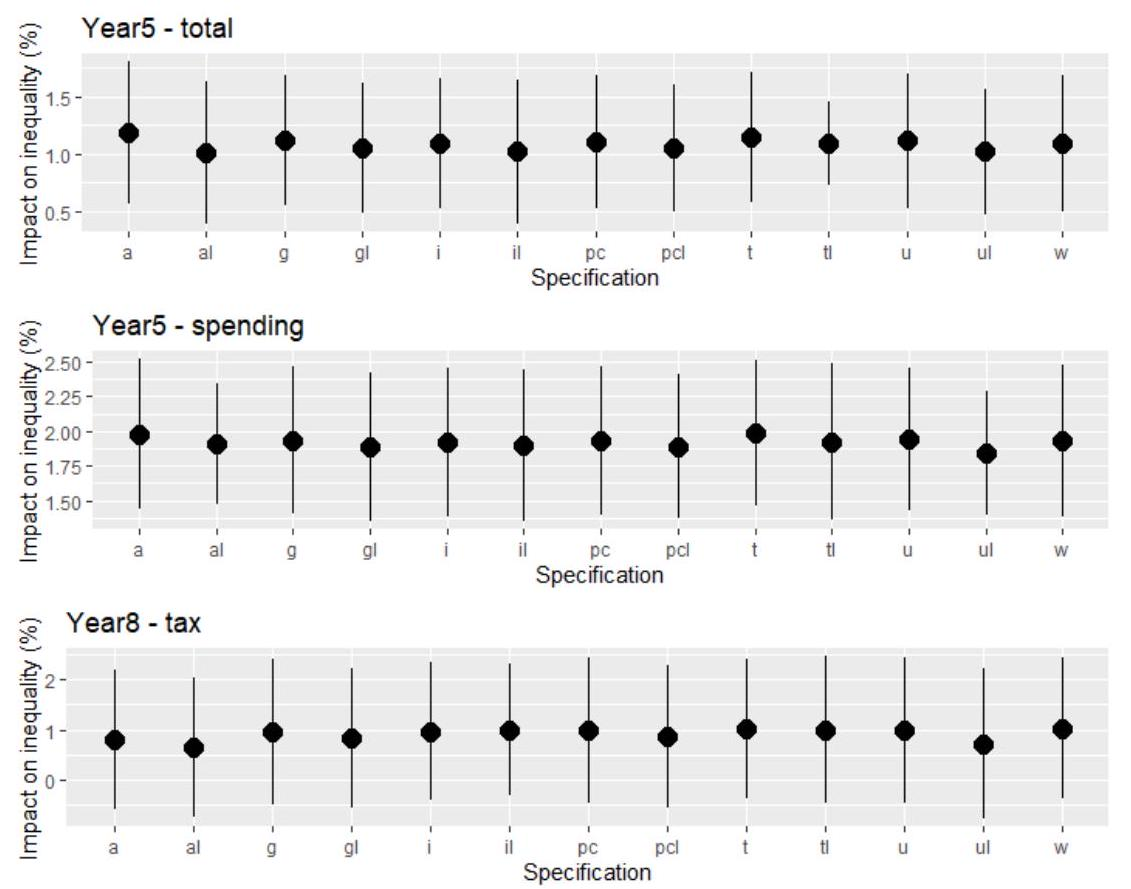 Year5 - total
Impact on inequality (%)
1.5
1.0
0.5
a al g gl i il pc pcl t tl u ul w
Specification
Year5 - spending
Impact on inequality (%)
2.50
2.25
2.00
1.75
1.50
a al g gl i il pc pcl t tl u ul w
Specification
Year8 - tax
Impact on inequality (%)
2
1
0
a al g gl i il pc pcl t tl u ul w
Specification